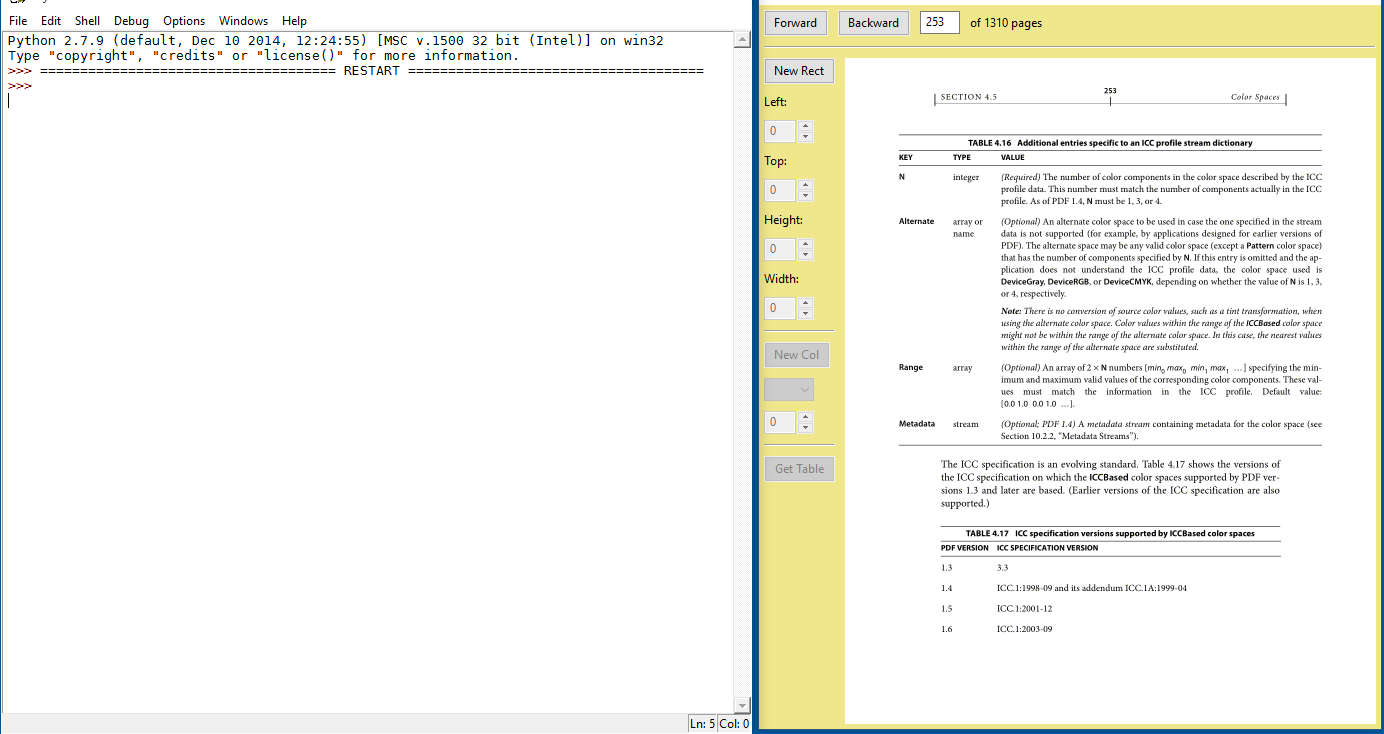 File Edit Shell Debug Options Windows Help
Python 2.7.9 (default, Dec 10 2014, 12:24:55) [MSC v.1500 32 bit (Intel)] on win32
Type "copyright", "credits" or "license()" for more information.
>>> ===================================== RESTART =====================================
>>>
Ln: 5 Col: 0
Forward Backward 253 of 1310 pages
New Rect
Left:
0
Top:
0
Height:
0
Width:
0
New Col
0
Get Table
253
SECTION 4.5 Color Spaces
TABLE 4.16 Additional entries specific to an ICC profile stream dictionary
KEY TYPE VALUE
N integer (Required) The number of color components in the color space described by the ICC
profile data. This number must match the number of components actually in the ICC
profile. As of PDF 1.4, N must be 1, 3, or 4.
Alternate array or (Optional) An alternate color space to be used in case the one specified in the stream
name data is not supported (for example, by applications designed for earlier versions of
PDF). The alternate space may be any valid color space (except a Pattern color space)
that has the number of components specified by N. If this entry is omitted and the ap-
plication does not understand the ICC profile data, the color space used is
DeviceGray, DeviceRGB, or DeviceCMYK, depending on whether the value of N is 1, 3,
or 4, respectively.
Note: There is no conversion of source color values, such as a tint transformation, when
using the alternate color space. Color values within the range of the ICCBased color space
might not be within the range of the alternate color space. In this case, the nearest values
within the range of the alternate space are substituted.
Range array (Optional) An array of 2 × N numbers [min0 max0 min1 max1 …] specifying the min-
imum and maximum valid values of the corresponding color components. These val-
ues must match the information in the ICC profile. Default value:
[0.0 1.0 0.0 1.0 …].
Metadata stream (Optional; PDF 1.4) A metadata stream containing metadata for the color space (see
Section 10.2.2, “Metadata Streams”).
The ICC specification is an evolving standard. Table 4.17 shows the versions of
the ICC specification on which the ICCBased color spaces supported by PDF ver-
sions 1.3 and later are based. (Earlier versions of the ICC specification are also
supported.)
TABLE 4.17 ICC specification versions supported by ICCBased color spaces
PDF VERSION ICC SPECIFICATION VERSION
1.3 3.3
1.4 ICC.1:1998-09 and its addendum ICC.1A:1999-04
1.5 ICC.1:2001-12
1.6 ICC.1:2003-09